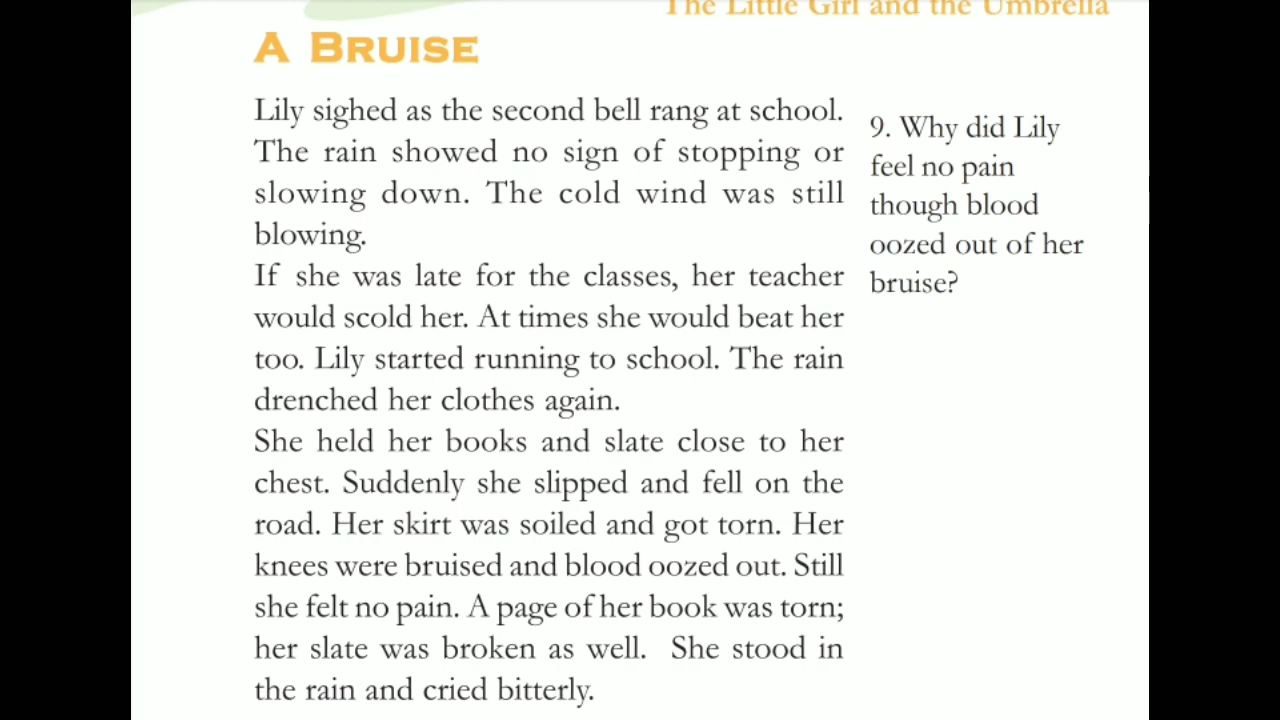 The Little Girl and the Umbrella
A BRUISE
Lily sighed as the second bell rang at school.
The rain showed no sign of stopping or
slowing down. The cold wind was still
blowing.
If she was late for the classes, her teacher
would scold her. At times she would beat her
too. Lily started running to school. The rain
drenched her clothes again.
She held her books and slate close to her
chest. Suddenly she slipped and fell on the
road. Her skirt was soiled and got torn. Her
knees were bruised and blood oozed out. Still
she felt no pain. A page of her book was torn;
her slate was broken as well. She stood in
the rain and cried bitterly.
9. Why did Lily
feel no pain
though blood
oozed out of her
bruise?